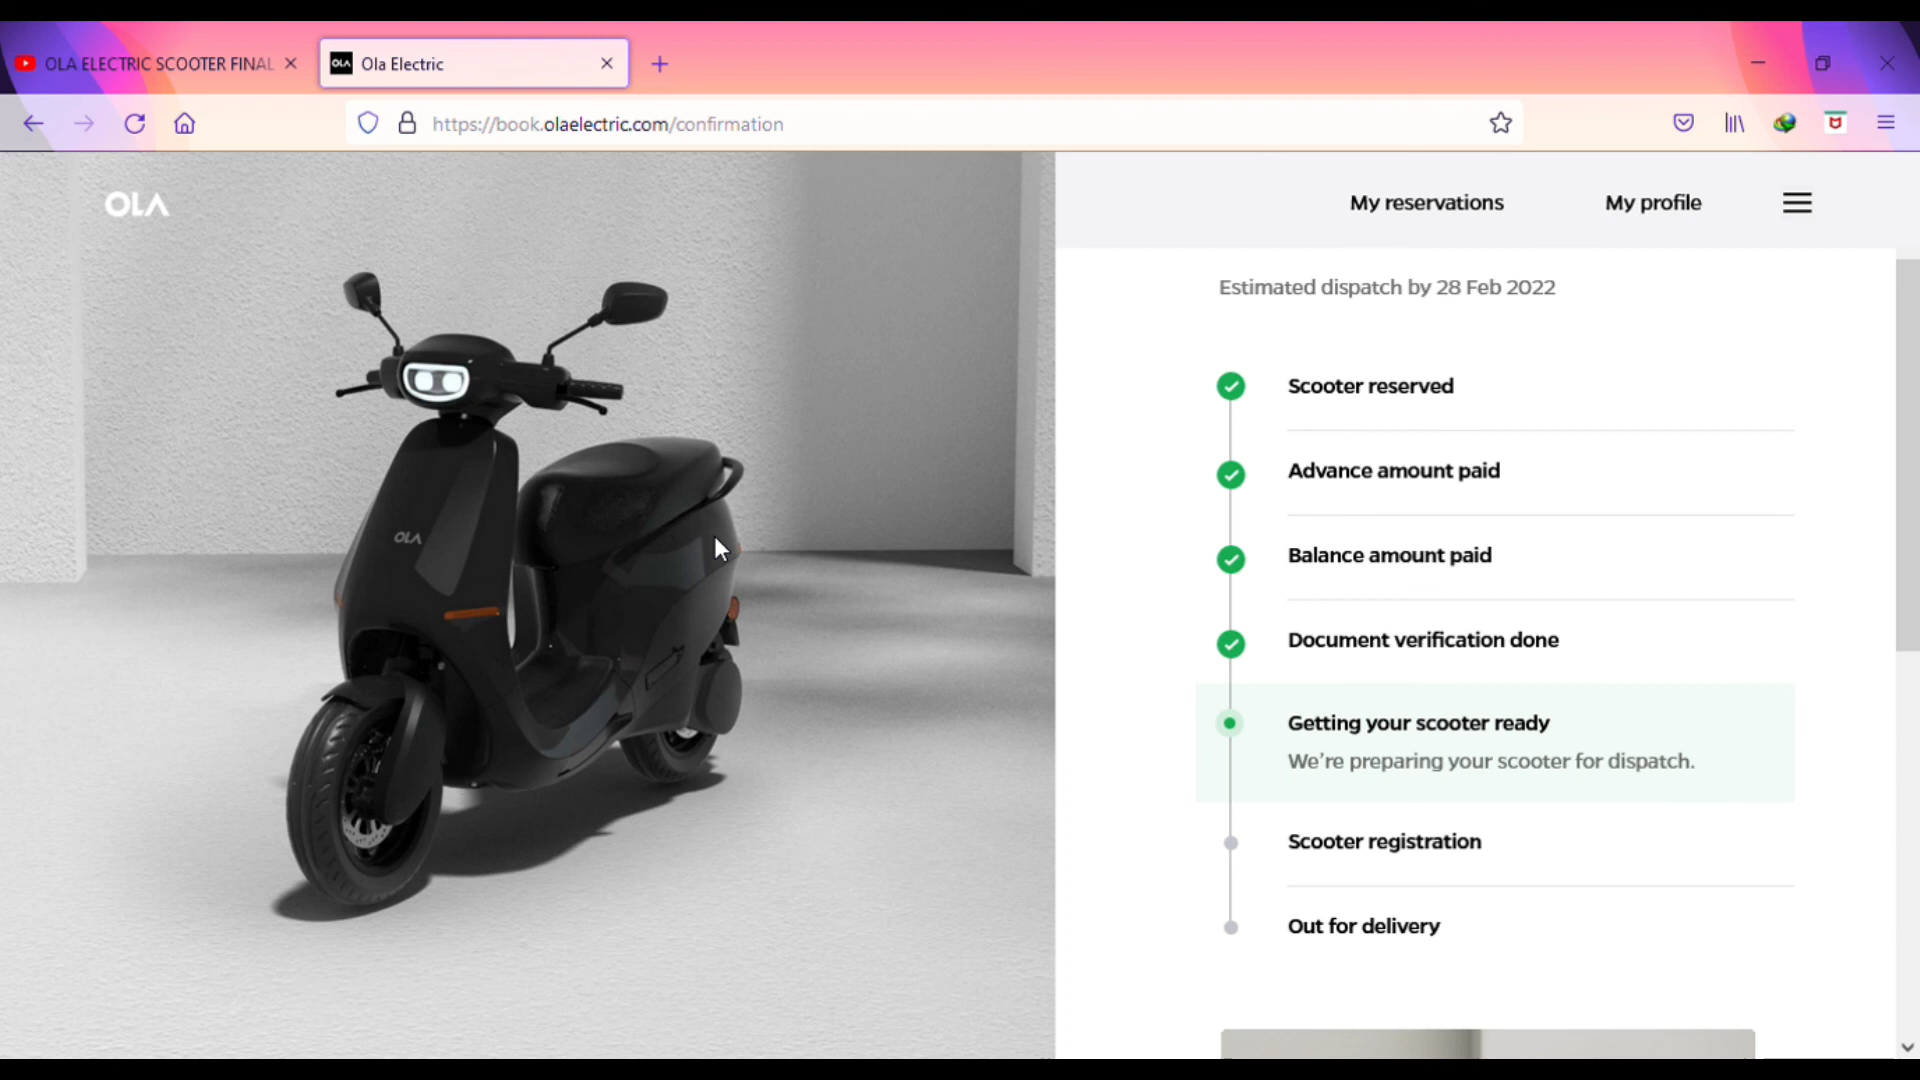 OLA ELECTRIC SCOOTER FINAL
OLA
Ola Electric
https://book.olaelectric.com/confirmation
OLA
My reservations
My profile
Estimated dispatch by 28 Feb 2022
Scooter reserved
Advance amount paid
Balance amount paid
OLA
Document verification done
Getting your scooter ready
We're preparing your scooter for dispatch.
Scooter registration
Out for delivery